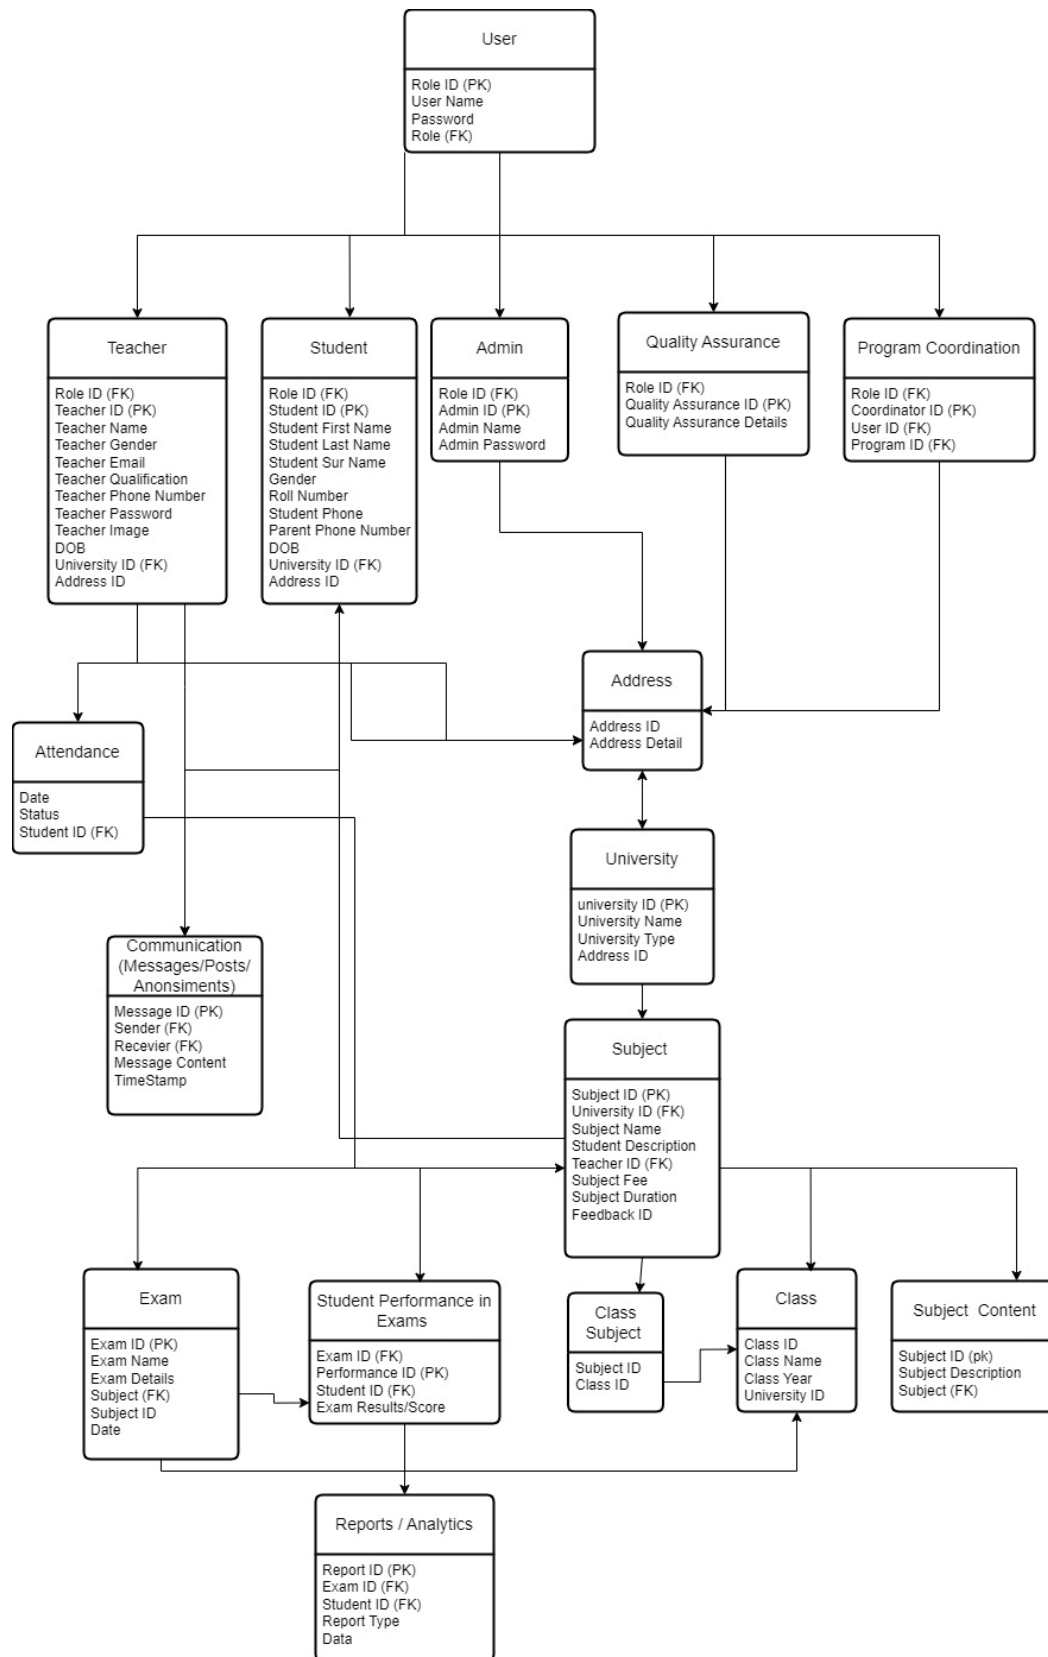 User
Role ID (PK)
User Name
Password
Role (FK)
Teacher
Role ID (FK)
Teacher ID (PK)
Teacher Name
Teacher Gender
Teacher Email
Teacher Qualification
Teacher Phone Number
Teacher Password
Teacher Image
DOB
University ID (FK)
Address ID
Student
Role ID (FK)
Student ID (PK)
Student First Name
Student Last Name
Student Sur Name
Gender
Roll Number
Student Phone
Parent Phone Number
DOB
University ID (FK)
Address ID
Admin
Role ID (FK)
Admin ID (PK)
Admin Name
Admin Password
Quality Assurance
Role ID (FK)
Quality Assurance ID (PK)
Quality Assurance Details
Program Coordination
Role ID (FK)
Coordinator ID (PK)
User ID (FK)
Program ID (FK)
Address
Address ID
Address Detail
Attendance
Date
Status
Student ID (FK)
University
university ID (PK)
University Name
University Type
Address ID
Communication
(Messages/Posts/
Anonsiments)
Message ID (PK)
Sender (FK)
Recevier (FK)
Message Content
TimeStamp
Subject
Subject ID (PK)
University ID (FK)
Subject Name
Student Description
Teacher ID (FK)
Subject Fee
Subject Duration
Feedback ID
Exam
Exam ID (PK)
Exam Name
Exam Details
Subject (FK)
Subject ID
Date
Student Performance in
Exams
Exam ID (FK)
Performance ID (PK)
Student ID (FK)
Exam Results/Score
Class
Subject
Subject ID
Class ID
Class
Class ID
Class Name
Class Year
University ID
Subject Content
Subject ID (pk)
Subject Description
Subject (FK)
Reports / Analytics
Report ID (PK)
Exam ID (FK)
Student ID (FK)
Report Type
Data